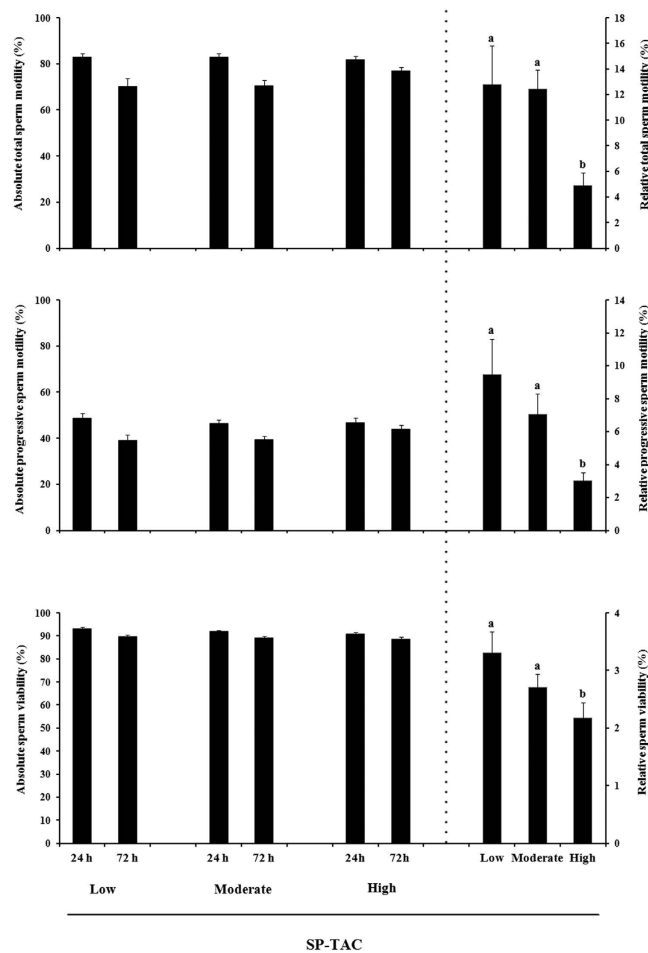 Absolute total sperm motility (%)
100
80
60
40
20
0
a
a
b
18
16
14
12
10
8
6
4
2
0
Relative total sperm motility (%)
Absolute progressive sperm motility (%)
100
80
60
40
20
0
a
a
b
14
12
10
8
6
4
2
0
Relative progressive sperm motility (%)
Absolute sperm viability (%)
100
90
80
70
60
50
40
30
20
10
0
a
a
b
4
3
2
1
0
Relative sperm viability (%)
24 h 72 h 24 h 72 h 24h 72h Low Moderate High
Low Moderate High
SP-TAC